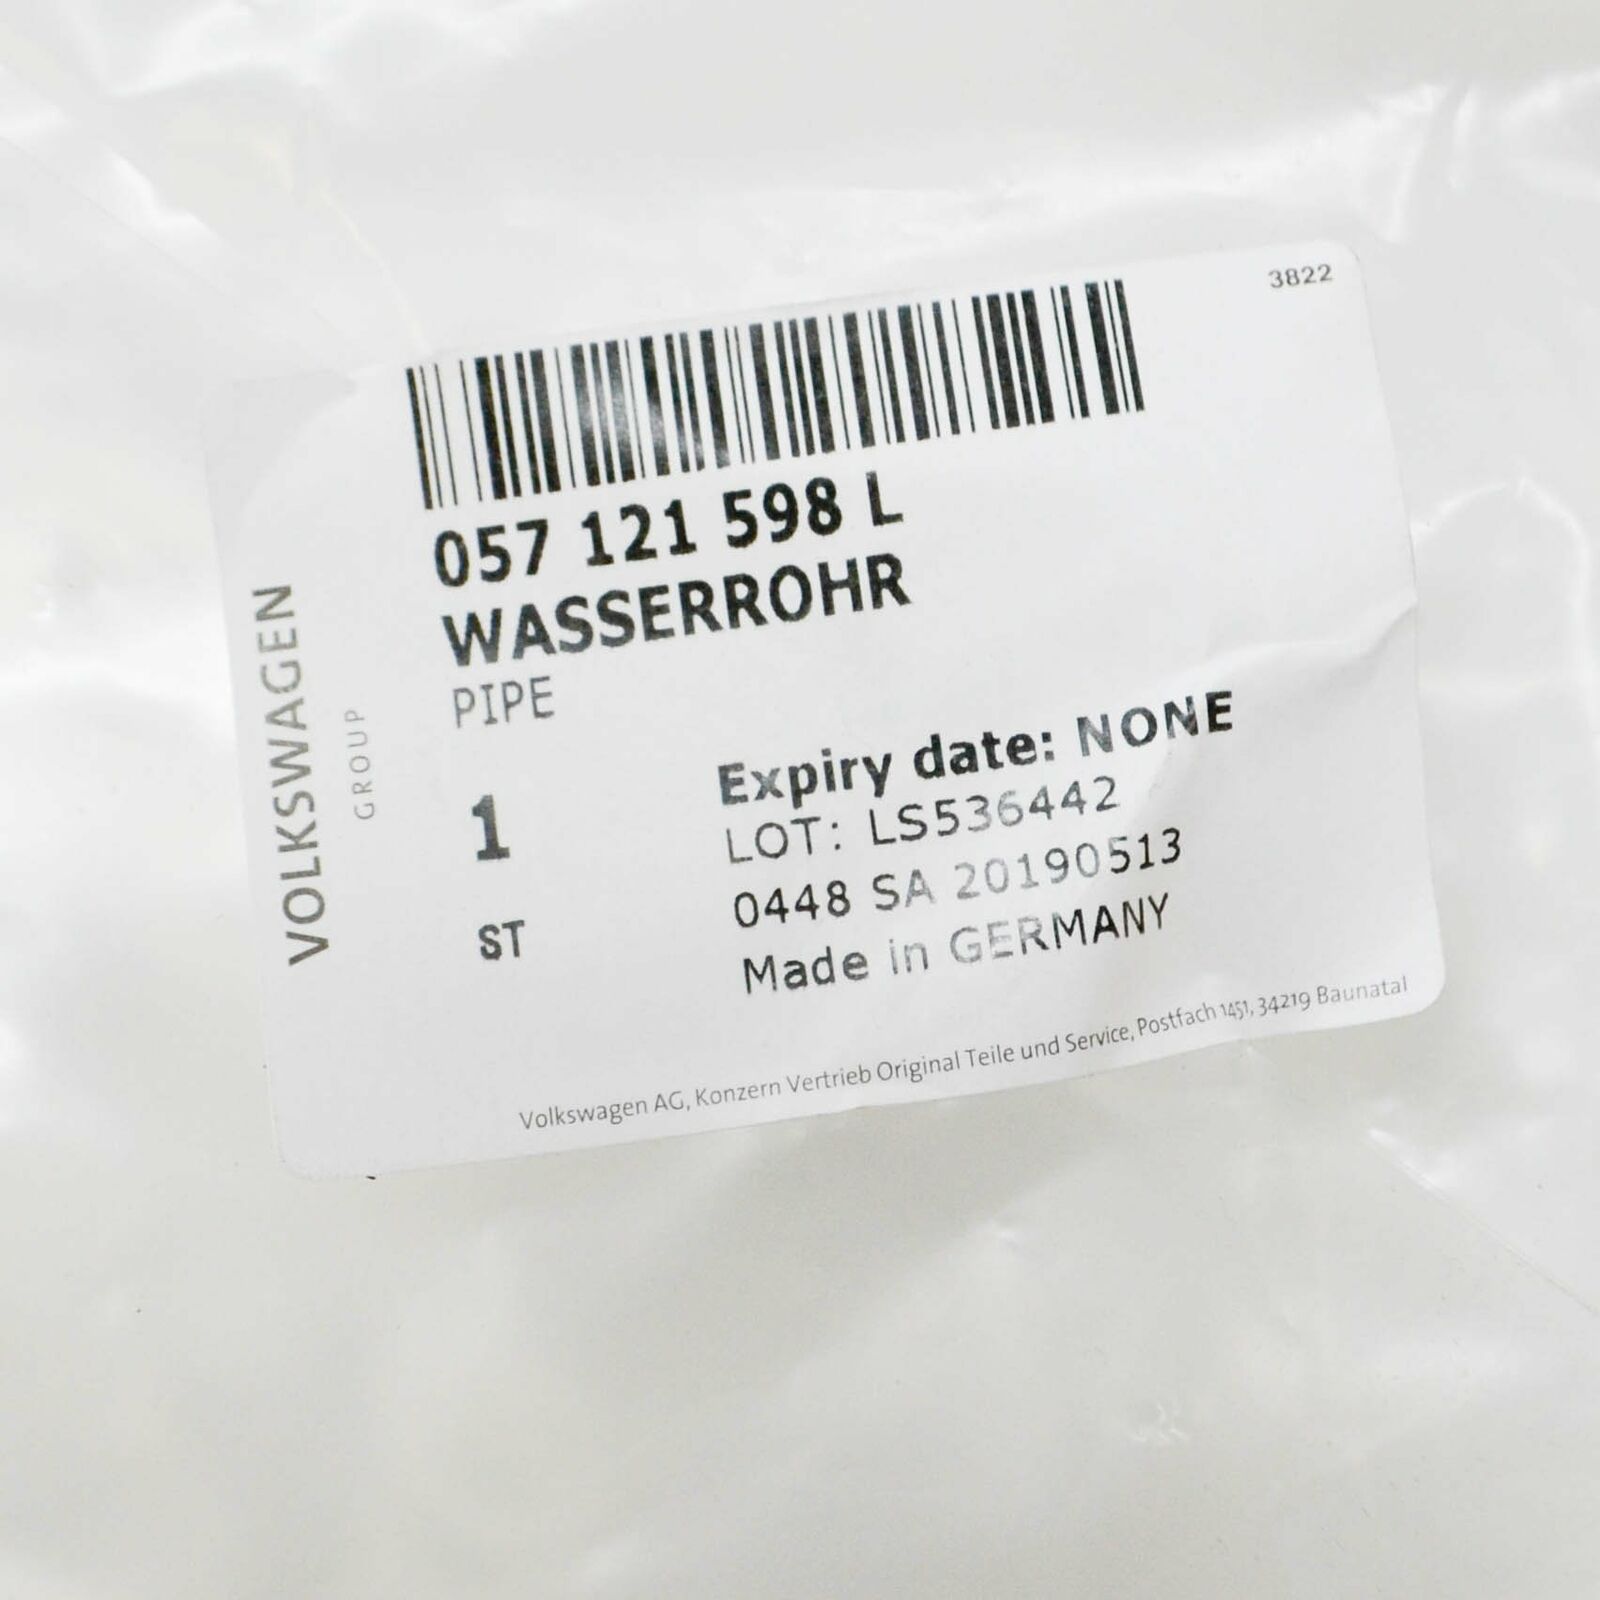 3822
057 121 598 L
WASSERROHR
PIPE
1
ST
Expiry date: NONE
LOT: LS536442
0448 SA 20190513
Made in GERMANY
VOLKSWAGEN
GROUP
Volkswagen AG, Konzern Vertrieb Original Teile und Service, Postfach 1451, 34219 Baunatal